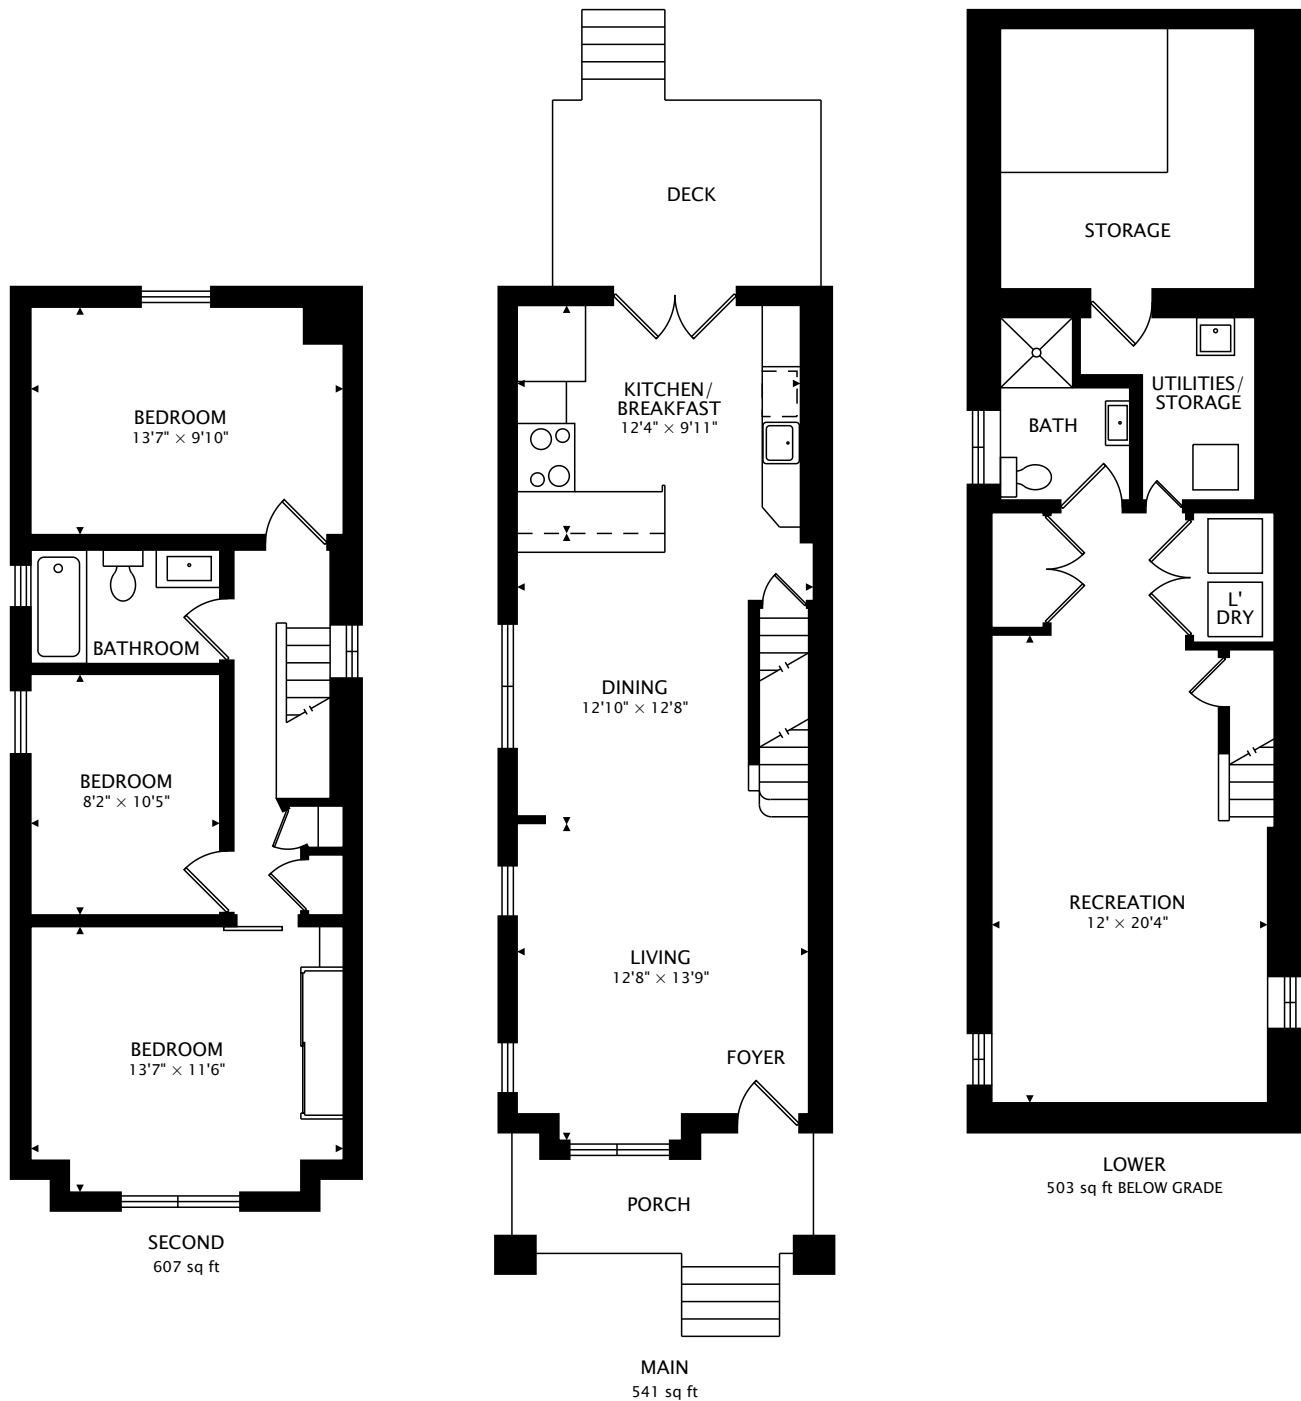 BEDROOM
13'7" × 9'10"
BATHROOM
BEDROOM
8'2" × 10'5"
BEDROOM
13'7" × 11'6"
SECOND
607 sq ft
DECK
KITCHEN/
BREAKFAST
12'4" × 9'11"
DINING
12'10" × 12'8"
LIVING
12'8" × 13'9"
FOYER
PORCH
MAIN
541 sq ft
STORAGE
UTILITIES/
STORAGE
BATH
L'
DRY
RECREATION
12' × 20'4"
LOWER
503 sq ft BELOW GRADE